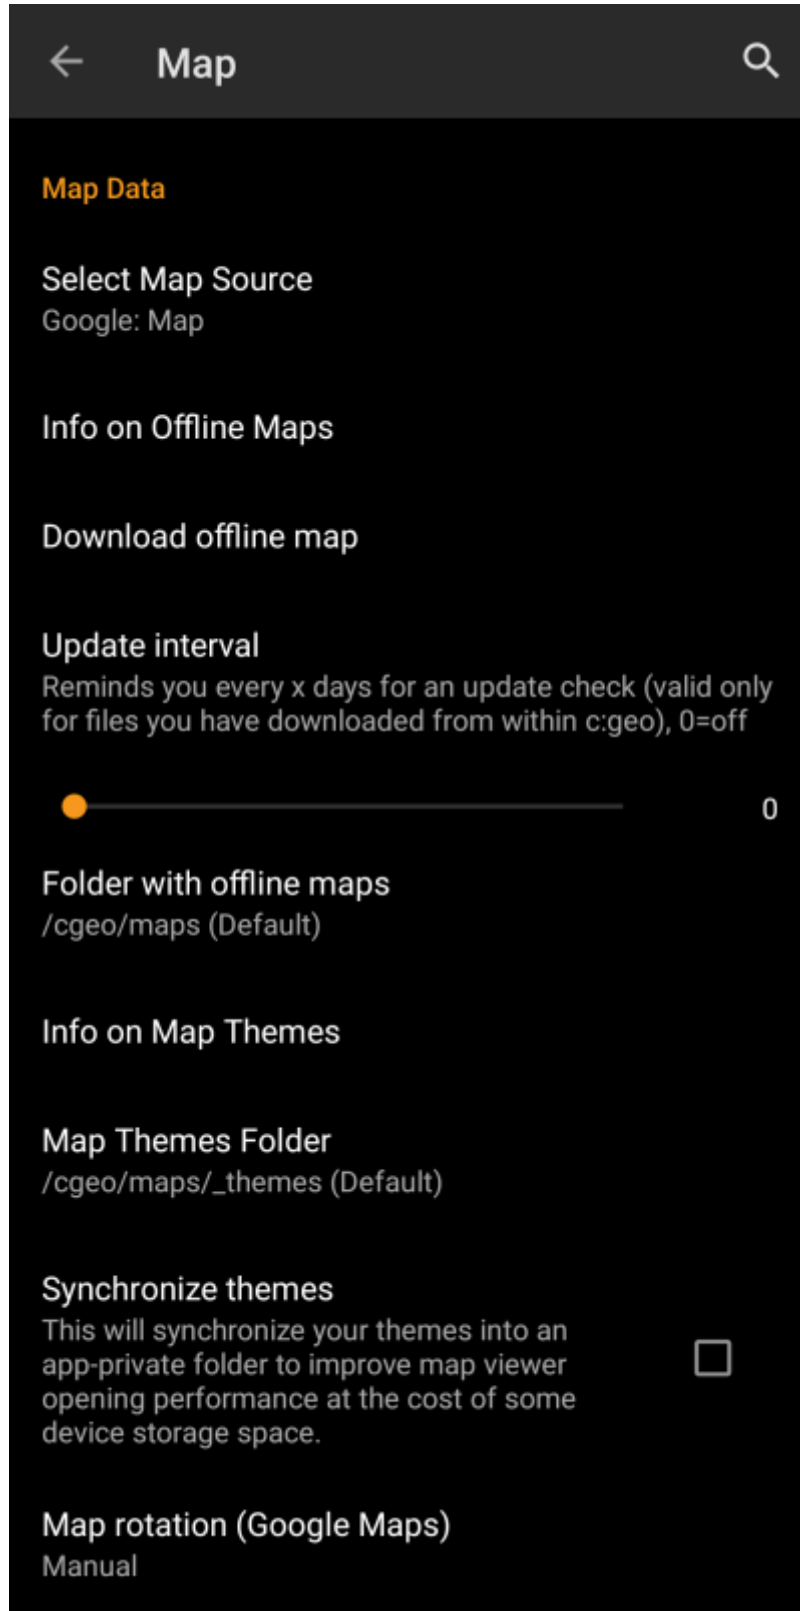 Map
Map Data
Select Map Source
Google: Map
Info on Offline Maps
Download offline map
Update interval
Reminds you every x days for an update check (valid only
for files you have downloaded from within c:geo), 0=off
0
Folder with offline maps
/cgeo/maps (Default)
Info on Map Themes
Map Themes Folder
/cgeo/maps/_themes (Default)
Synchronize themes
This will synchronize your themes into an
app-private folder to improve map viewer
opening performance at the cost of some
device storage space.
Map rotation (Google Maps)
Manual